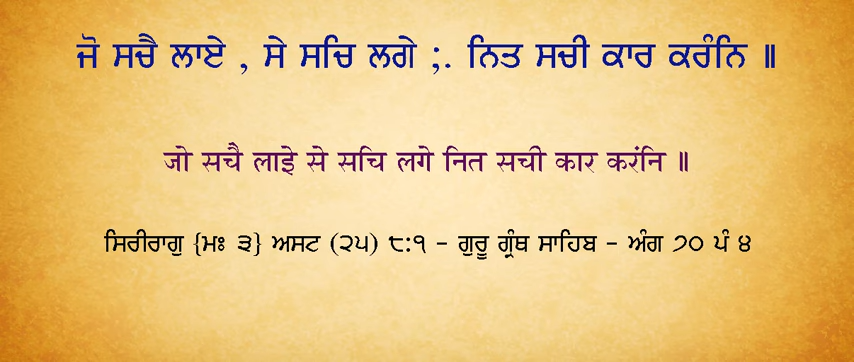 ਜੋ ਸਚੈ ਲਾਏ , ਸੇ ਸਚਿ ਲਗੇ ;. ਨਿਤ ਸਚੀ ਕਾਰ ਕਰੰਨਿ ॥
जो सचै लाइे से सचि लगे नित सची कार करंनि ॥
ਸਿਰੀਰਾਗੁ {ਮਃ ੩} ਅਸਟ (੨੫) ੮:੧ - ਗੁਰੂ ਗ੍ਰੰਥ ਸਾਹਿਬ - ਅੰਗ ੭੦ ਪੰ ੪